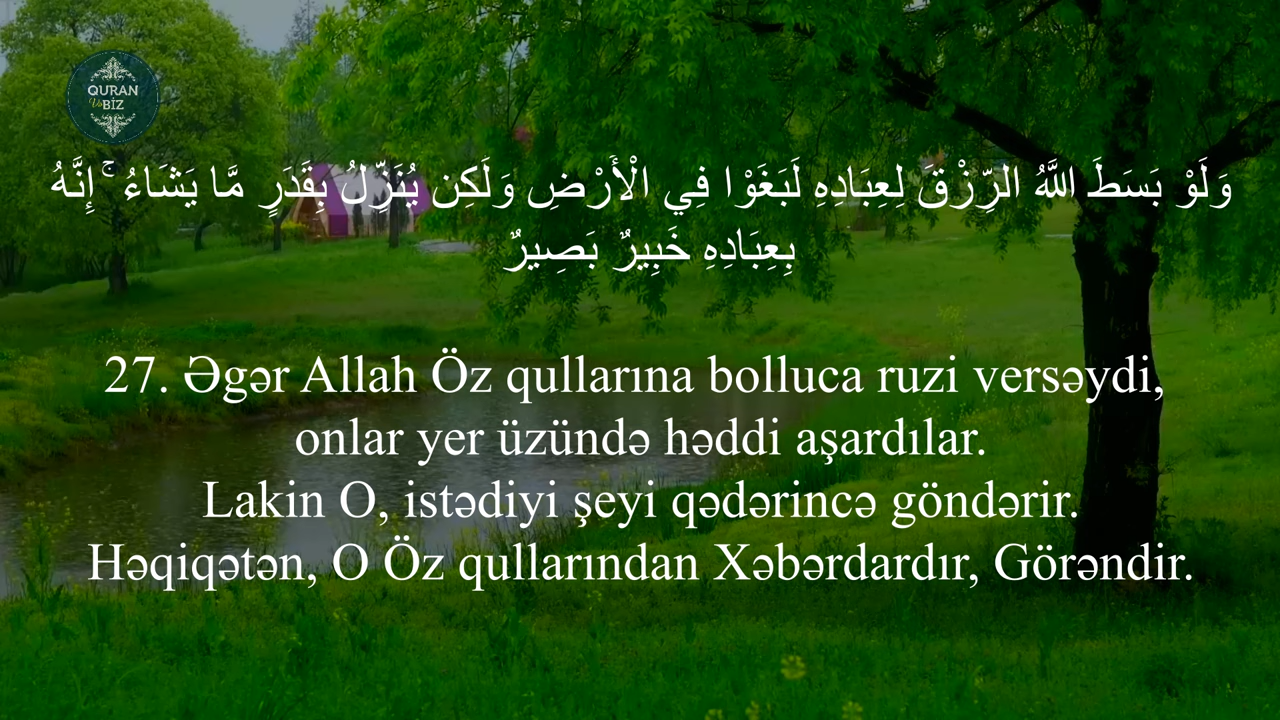 QURAN
Və BİZ
وَلَوْ بَسَطَ اللَّهُ الرِّزْقَ لِعِبَادِهِ لَبَغَوْا فِي الْأَرْضِ وَلَكِن يُنَزِّلُ بِقَدَرٍ مَّا يَشَاءُ ۚ إِنَّهُ
بِعِبَادِهِ خَبِيرٌ بَصِيرٌ
27. Əgər Allah Öz qullarına bolluca ruzi versəydi,
onlar yer üzündə həddi aşardılar.
Lakin O, istədiyi şeyi qədərincə göndərir.
Həqiqətən, O Öz qullarından Xəbərdardır, Görəndir.